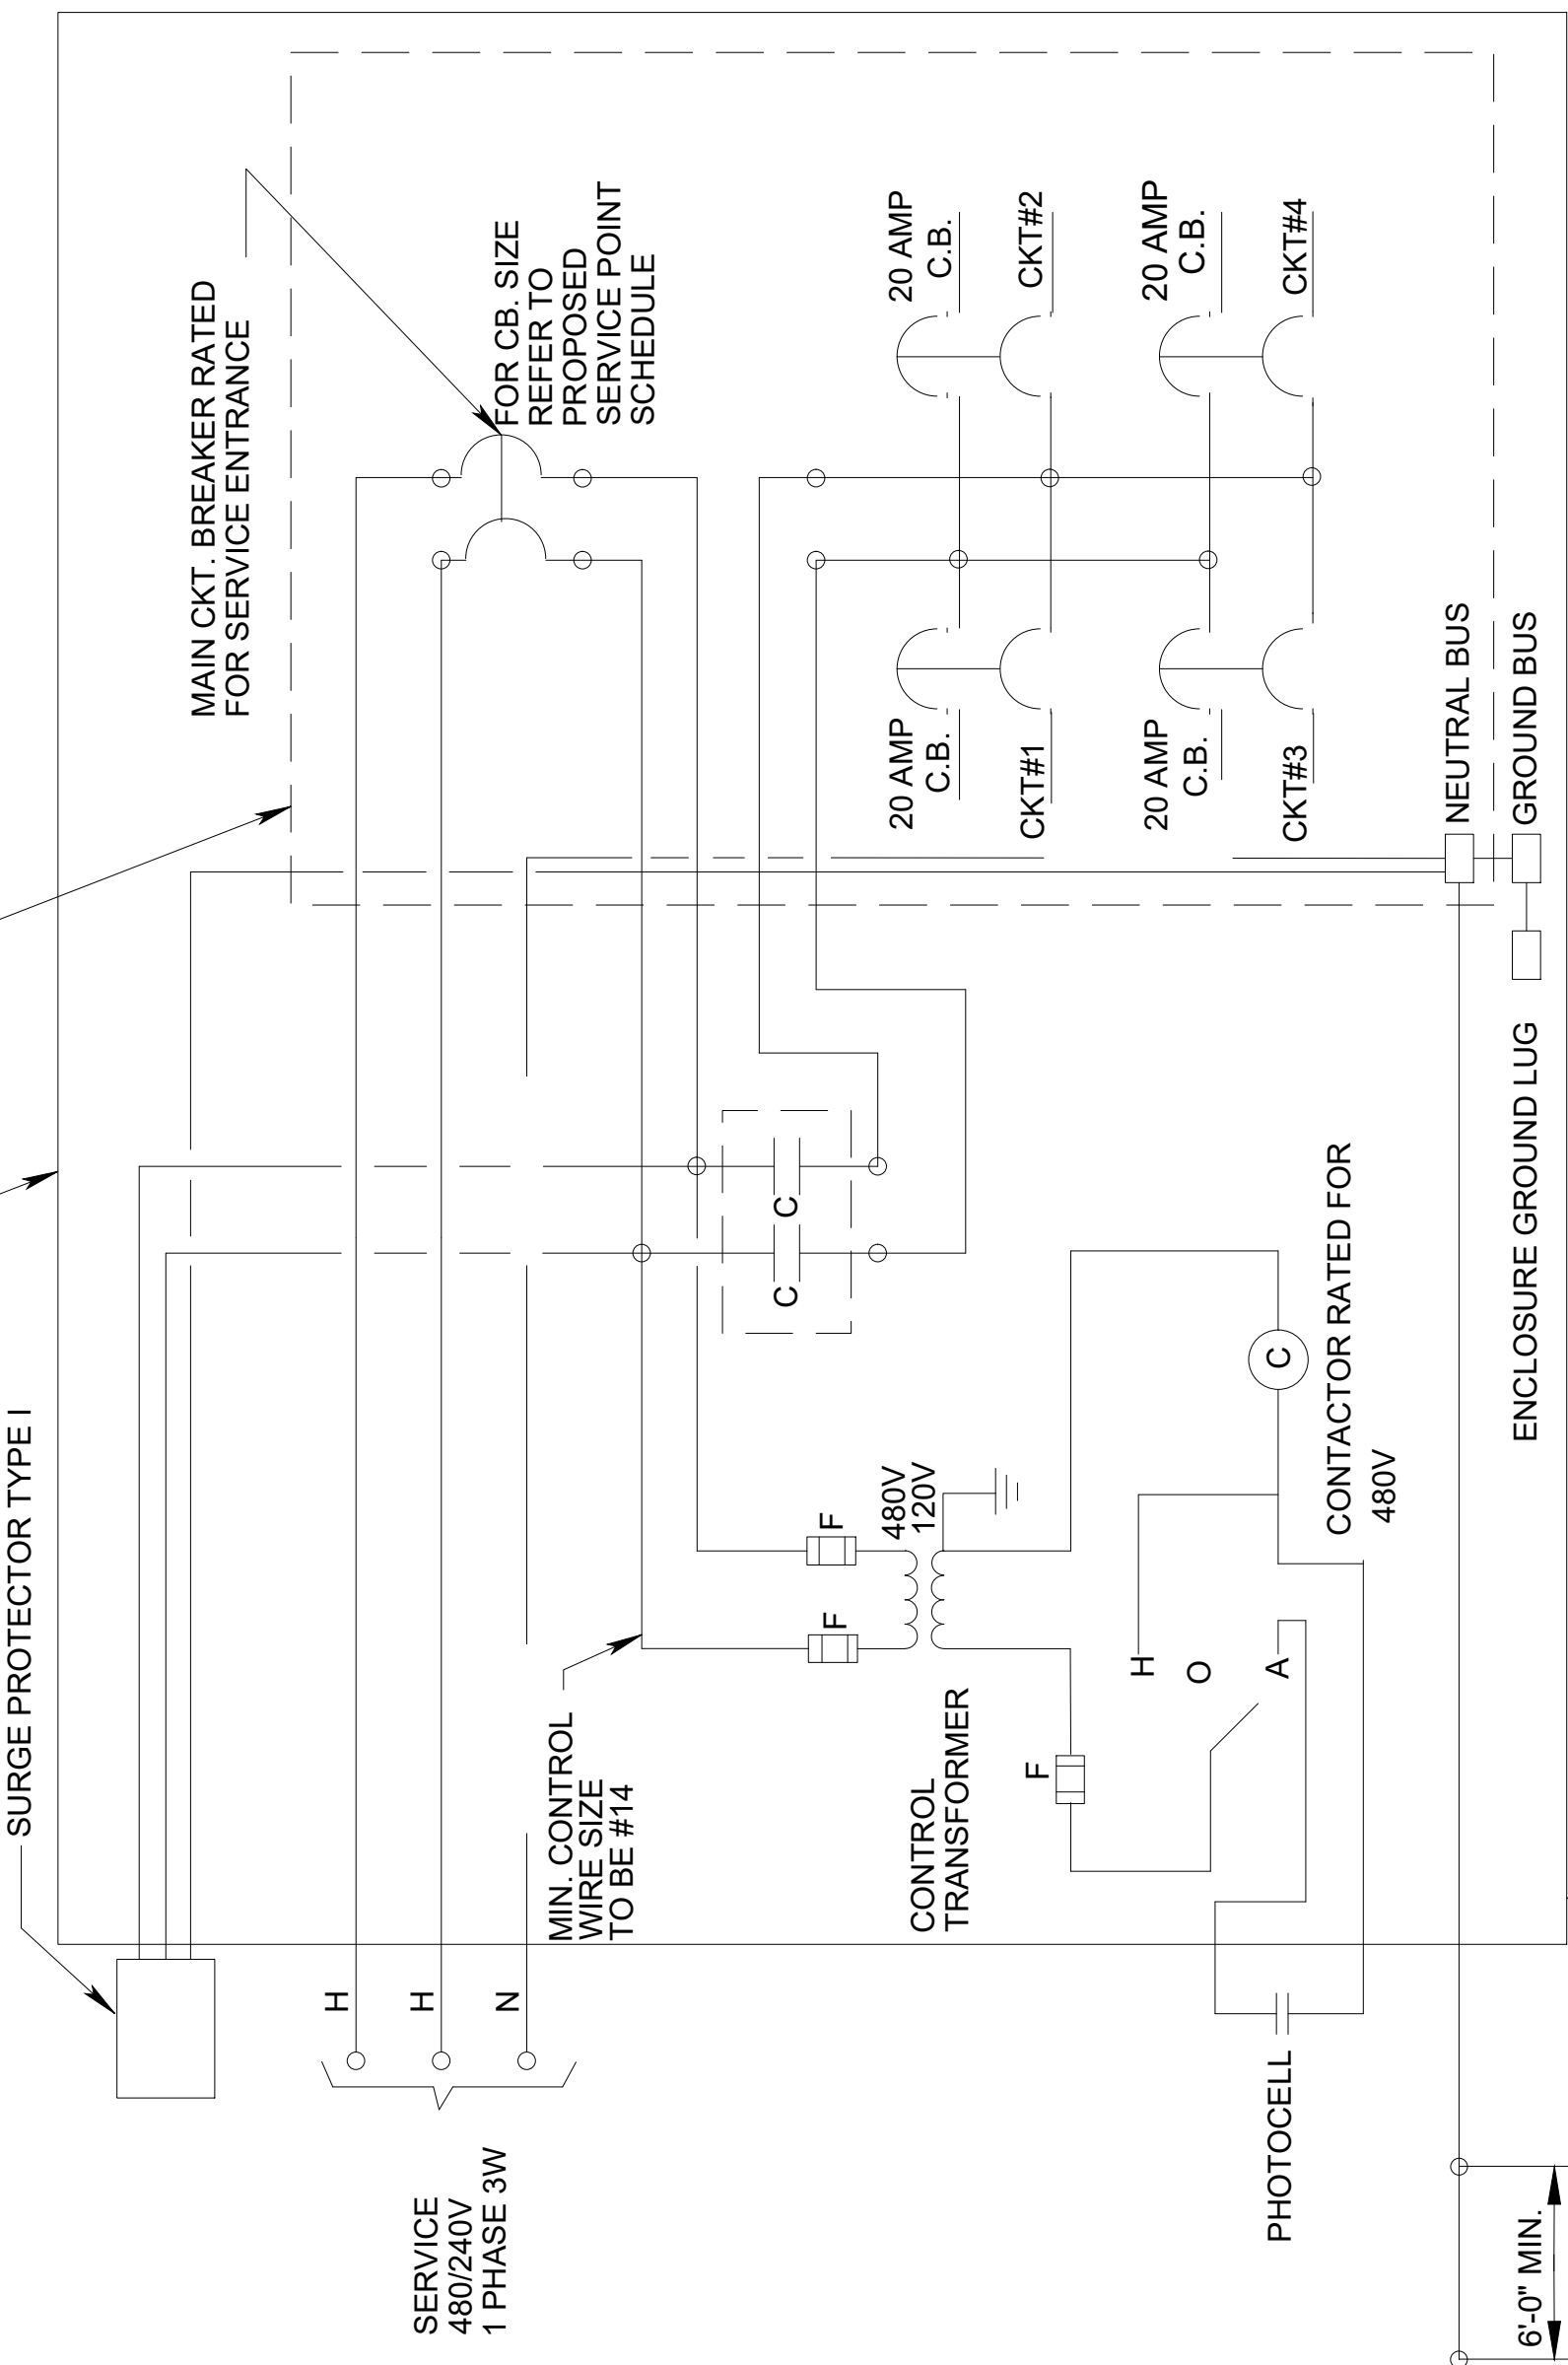 SURGE PROTECTOR TYPE I
MAIN CKT. BREAKER RATED
FOR SERVICE ENTRANCE
H
H
N
SERVICE
480/240V
1 PHASE 3W
FOR CB. SIZE
REFER TO
PROPOSED
SERVICE POINT
SCHEDULE
MIN. CONTROL
WIRE SIZE
TO BE #14
C
C
F
F
480V
120V
CONTROL
TRANSFORMER
F
H
O
A
C
CONTACTOR RATED FOR
480V
PHOTOCELL
20 AMP
C.B.
CKT#1
20 AMP
C.B.
CKT#2
20 AMP
C.B.
CKT#3
20 AMP
C.B.
CKT#4
NEUTRAL BUS
GROUND BUS
ENCLOSURE GROUND LUG
6'-0" MIN.